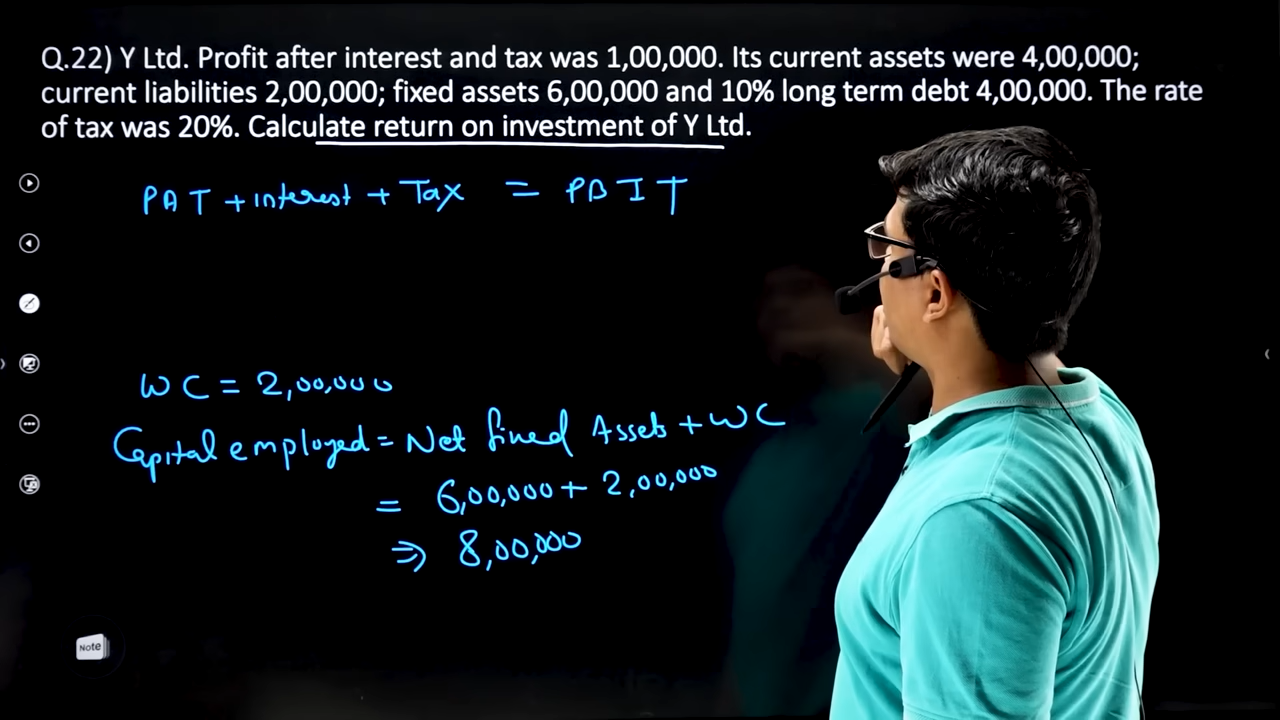 Q.22) Y Ltd. Profit after interest and tax was 1,00,000. Its current assets were 4,00,000;
current liabilities 2,00,000; fixed assets 6,00,000 and 10% long term debt 4,00,000. The rate
of tax was 20%. Calculate return on investment of Y Ltd.
PAT + interest + Tax = PBIT
WC = 2,00,000
Capital employed = Net fixed Assets + WC
= 6,00,000 + 2,00,000
⇒ 8,00,000
Note